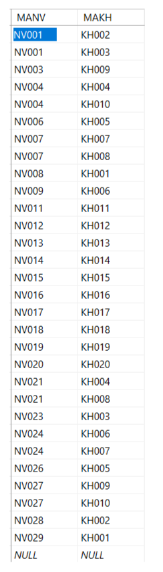 MANV MAKH
NV001 KH002
NV001 KH003
NV003 KH009
NV004 KH004
NV004 KH010
NV006 KH005
NV007 KH007
NV007 KH008
NV008 KH001
NV009 KH006
NV011 KH011
NV012 KH012
NV013 KH013
NV014 KH014
NV015 KH015
NV016 KH016
NV017 KH017
NV018 KH018
NV019 KH019
NV020 KH020
NV021 KH004
NV021 KH008
NV023 KH003
NV024 KH006
NV024 KH007
NV026 KH005
NV027 KH009
NV027 KH010
NV028 KH002
NV029 KH001
NULL NULL